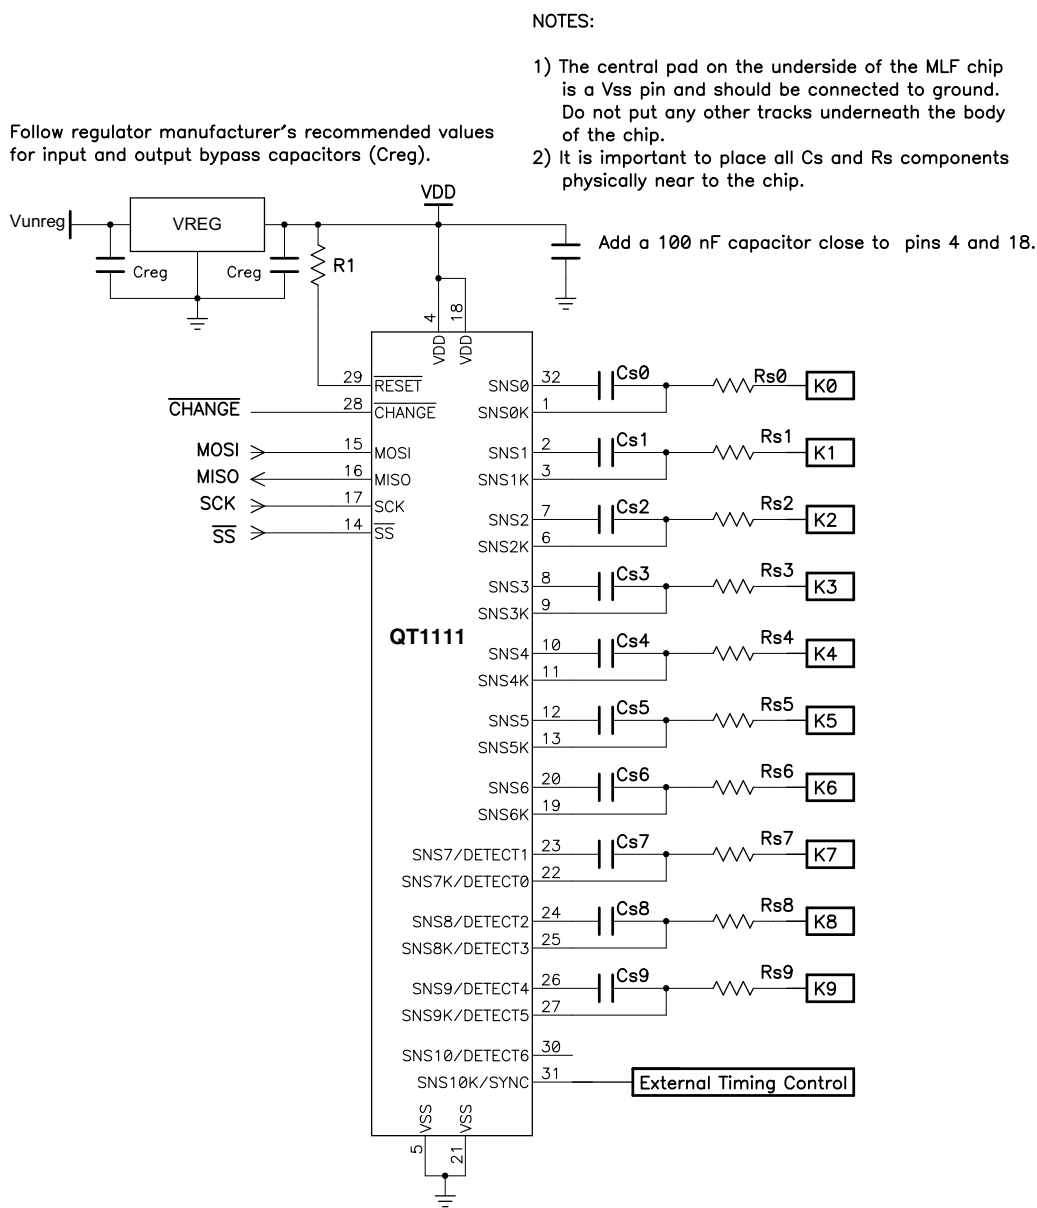 NOTES:
1) The central pad on the underside of the MLF chip
is a Vss pin and should be connected to ground.
Do not put any other tracks underneath the body
of the chip.
2) It is important to place all Cs and Rs components
physically near to the chip.
Follow regulator manufacturer's recommended values
for input and output bypass capacitors (Creg).
VDD
Vunreg
VREG
Creg
Creg
R1
Add a 100 nF capacitor close to pins 4 and 18.
4
18
VDD
VDD
29
RESET
CHANGE
28
CHANGE
MOSI
15
MOSI
MISO
16
MISO
SCK
17
SCK
SS
14
SS
QT1111
SNS0
32
Cs0
Rs0
K0
SNS0K
1
SNS1
2
Cs1
Rs1
K1
SNS1K
3
SNS2
7
Cs2
Rs2
K2
SNS2K
6
SNS3
8
Cs3
Rs3
K3
SNS3K
9
SNS4
10
Cs4
Rs4
K4
SNS4K
11
SNS5
12
Cs5
Rs5
K5
SNS5K
13
SNS6
20
Cs6
Rs6
K6
SNS6K
19
SNS7/DETECT1
23
Cs7
Rs7
K7
SNS7K/DETECT0
22
SNS8/DETECT2
24
Cs8
Rs8
K8
SNS8K/DETECT3
25
SNS9/DETECT4
26
Cs9
Rs9
K9
SNS9K/DETECT5
27
SNS10/DETECT6
30
SNS10K/SYNC
31
External Timing Control
VSS
VSS
5
21